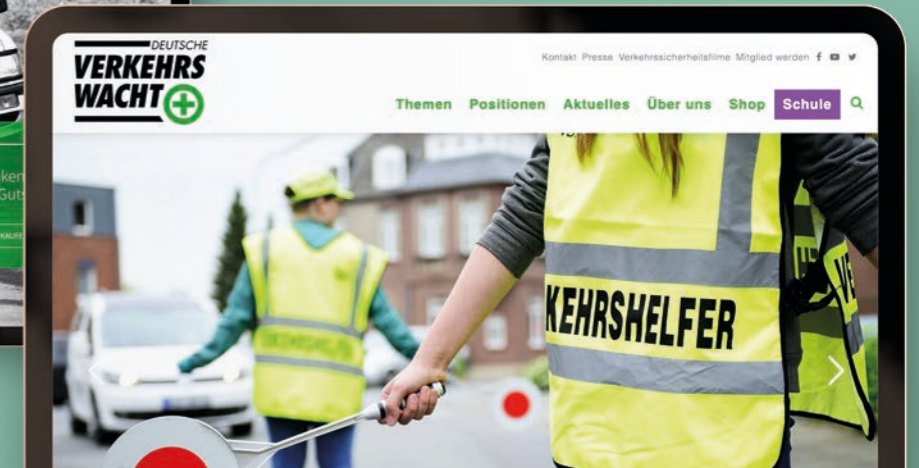 DEUTSCHE
VERKEHRS
WACHT
Kontakt Presse Verkehrssicherheitsfilme Mitglied werden
Themen Positionen Aktuelles Über uns Shop Schule
KEHRSHELFER